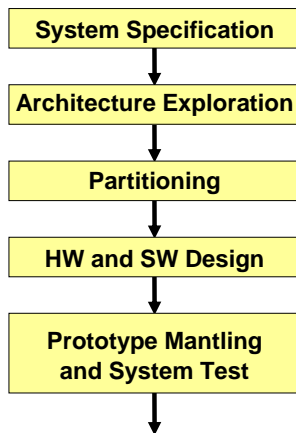 System Specification
Architecture Exploration
Partitioning
HW and SW Design
Prototype Mantling
and System Test